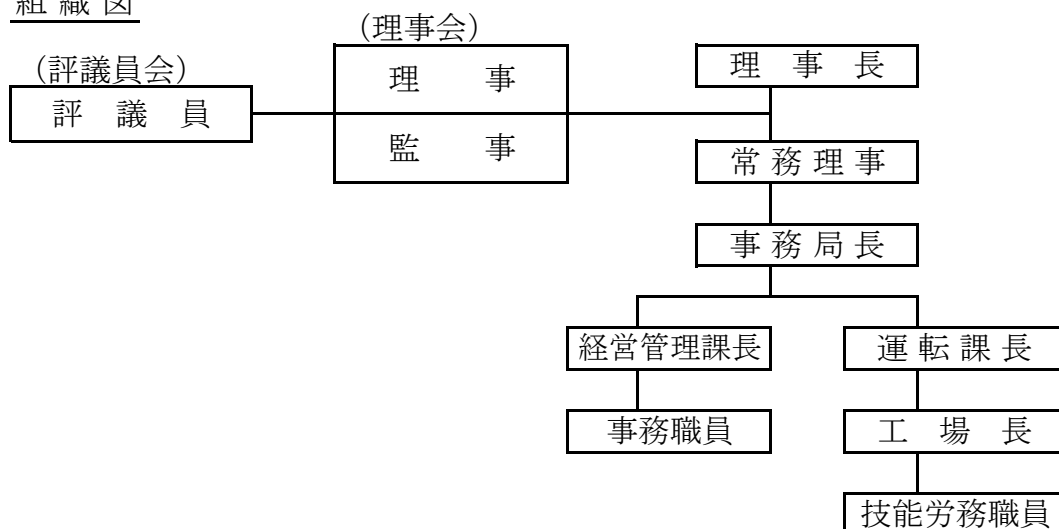 組織図
(理事会)
(評議員会)
理事
理事長
評議員
監事
常務理事
事務局長
経営管理課長
運転課長
事務職員
工場長
技能労務職員